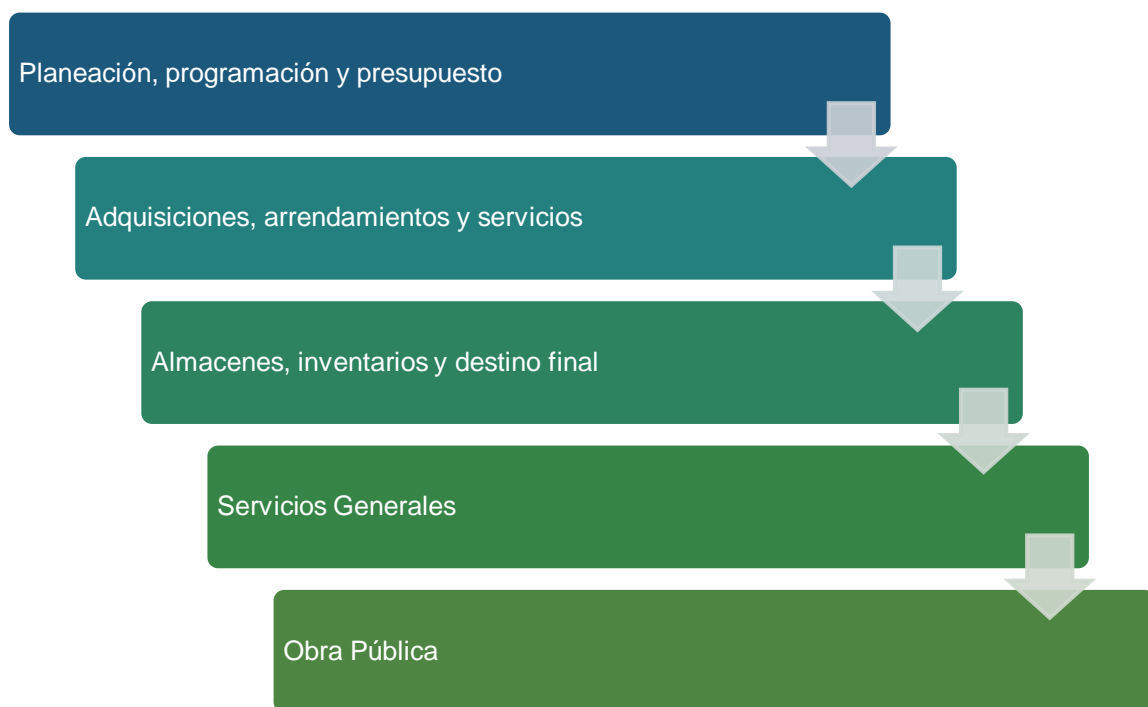 Planeación, programación y presupuesto
Adquisiciones, arrendamientos y servicios
Almacenes, inventarios y destino final
Servicios Generales
Obra Pública